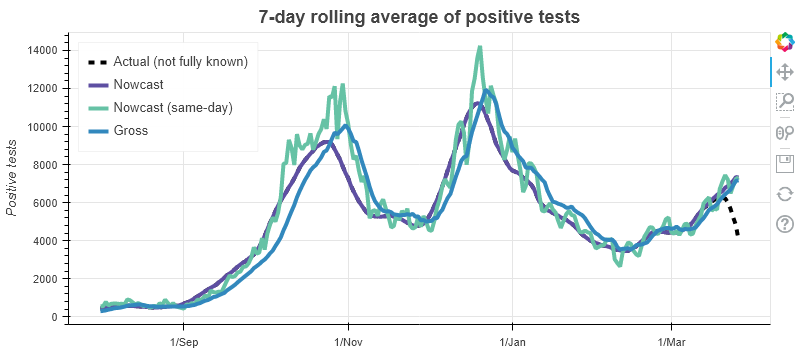 7-day rolling average of positive tests
Actual (not fully known)
Nowcast
Nowcast (same-day)
Gross
Positive tests
14000
12000
10000
8000
6000
4000
2000
0
1/Sep
1/Nov
1/Jan
1/Mar